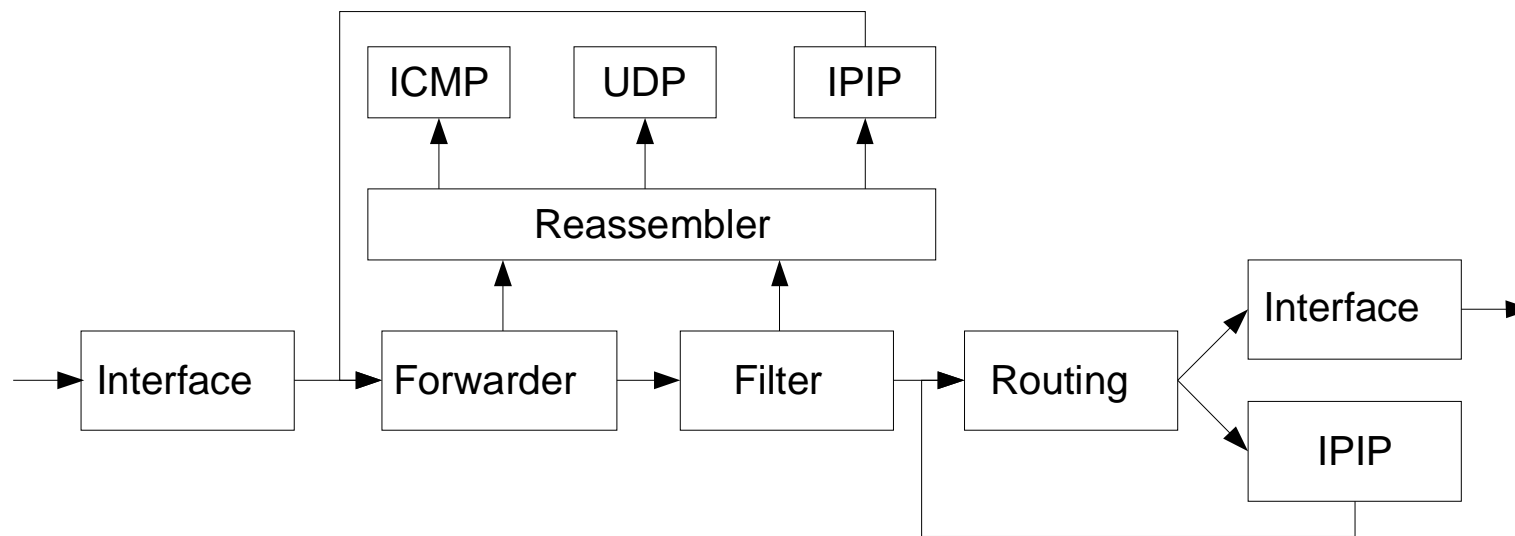 ICMP
UDP
IPIP
Reassembler
Interface
Interface
Forwarder
Filter
Routing
IPIP